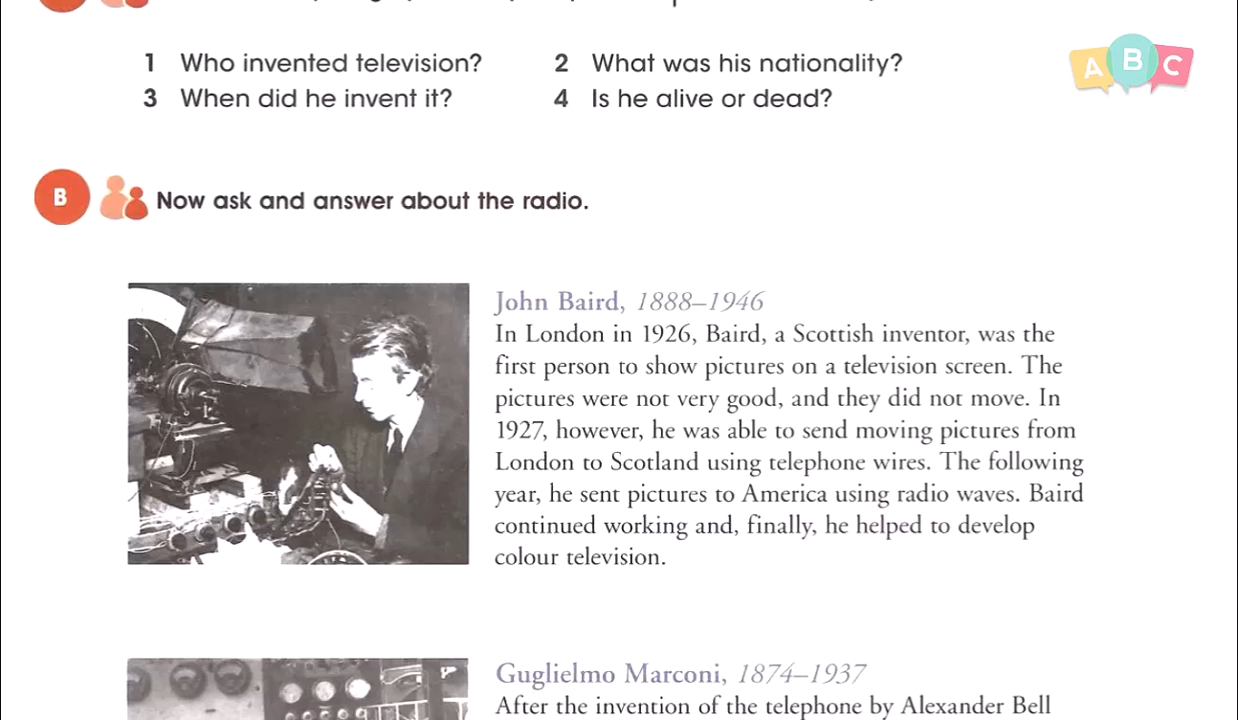 1 Who invented television? 2 What was his nationality?
3 When did he invent it? 4 Is he alive or dead?
A B C
B Now ask and answer about the radio.
John Baird, 1888–1946
In London in 1926, Baird, a Scottish inventor, was the
first person to show pictures on a television screen. The
pictures were not very good, and they did not move. In
1927, however, he was able to send moving pictures from
London to Scotland using telephone wires. The following
year, he sent pictures to America using radio waves. Baird
continued working and, finally, he helped to develop
colour television.
Guglielmo Marconi, 1874–1937
After the invention of the telephone by Alexander Bell